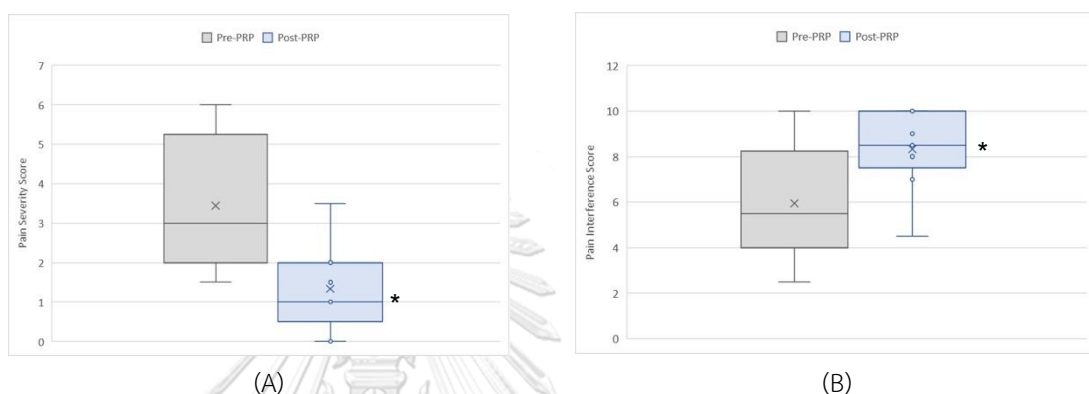 Pre-PRP Post-PRP
7
6
5
4
3
2
1
0
Pain Severity Score
*
(A)
Pre-PRP Post-PRP
12
10
8
6
4
2
0
Pain Interference Score
*
(B)